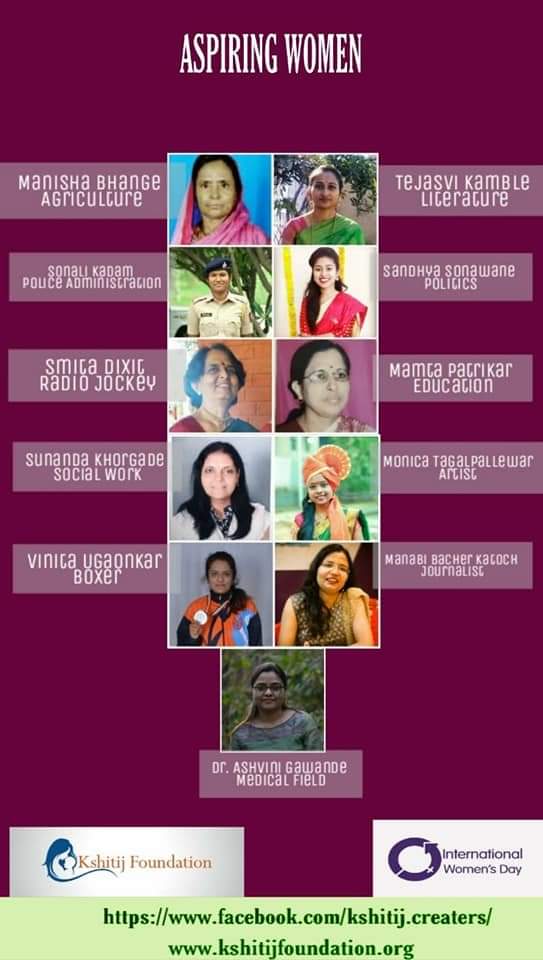 ASPIRING WOMEN
Manisha Bhange
Agriculture
Tejasvi Kamble
Literature
Sonali Kadam
Police Administration
Sandhya Sonawane
Politics
Smita Dixit
Radio Jockey
Mamta Patrikar
Education
Sunanda Khorgade
Social Work
Monica Tagalpallewar
Artist
Vinita Ugaonkar
Boxer
Manabi Bacher Katoch
Journalist
Dr. Ashvini Gawande
Medical Field
Kshitij Foundation
International
Women's Day
https://www.facebook.com/kshitij.creaters/
www.kshitijfoundation.org